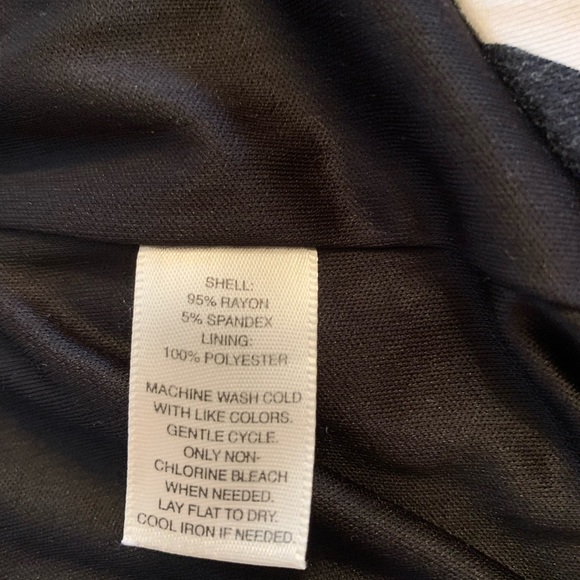 SHELL:
95% RAYON
5% SPANDEX
LINING:
100% POLYESTER
MACHINE WASH COLD
WITH LIKE COLORS.
GENTLE CYCLE.
ONLY NON-
CHLORINE BLEACH
WHEN NEEDED.
LAY FLAT TO DRY.
COOL IRON IF NEEDED.